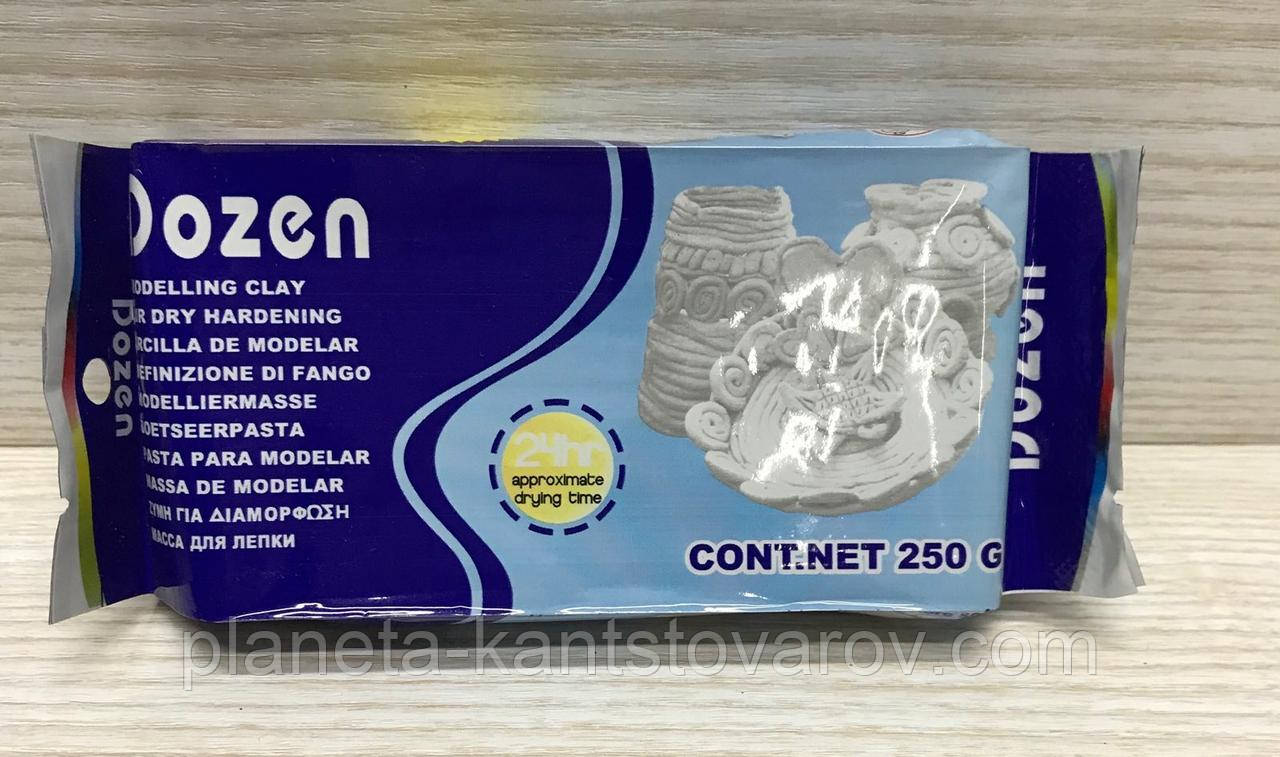 Dozen
ODELLING CLAY
R DRY HARDENING
RCILLA DE MODELAR
EFINIZIONE DI FANGO
ODELLIERMASSE
OETSEERPASTA
PASTA PARA MODELAR
MASSA DE MODELAR
ΖΥΜΗ ΓΙΑ ΔΙΑΜΟΡΦΩΣΗ
МАССА ДЛЯ ЛЕПКИ
Dozen
24hr
approximate
drying time
CONT.NET 250 G
Dozen
planeta-kantstovarov.com